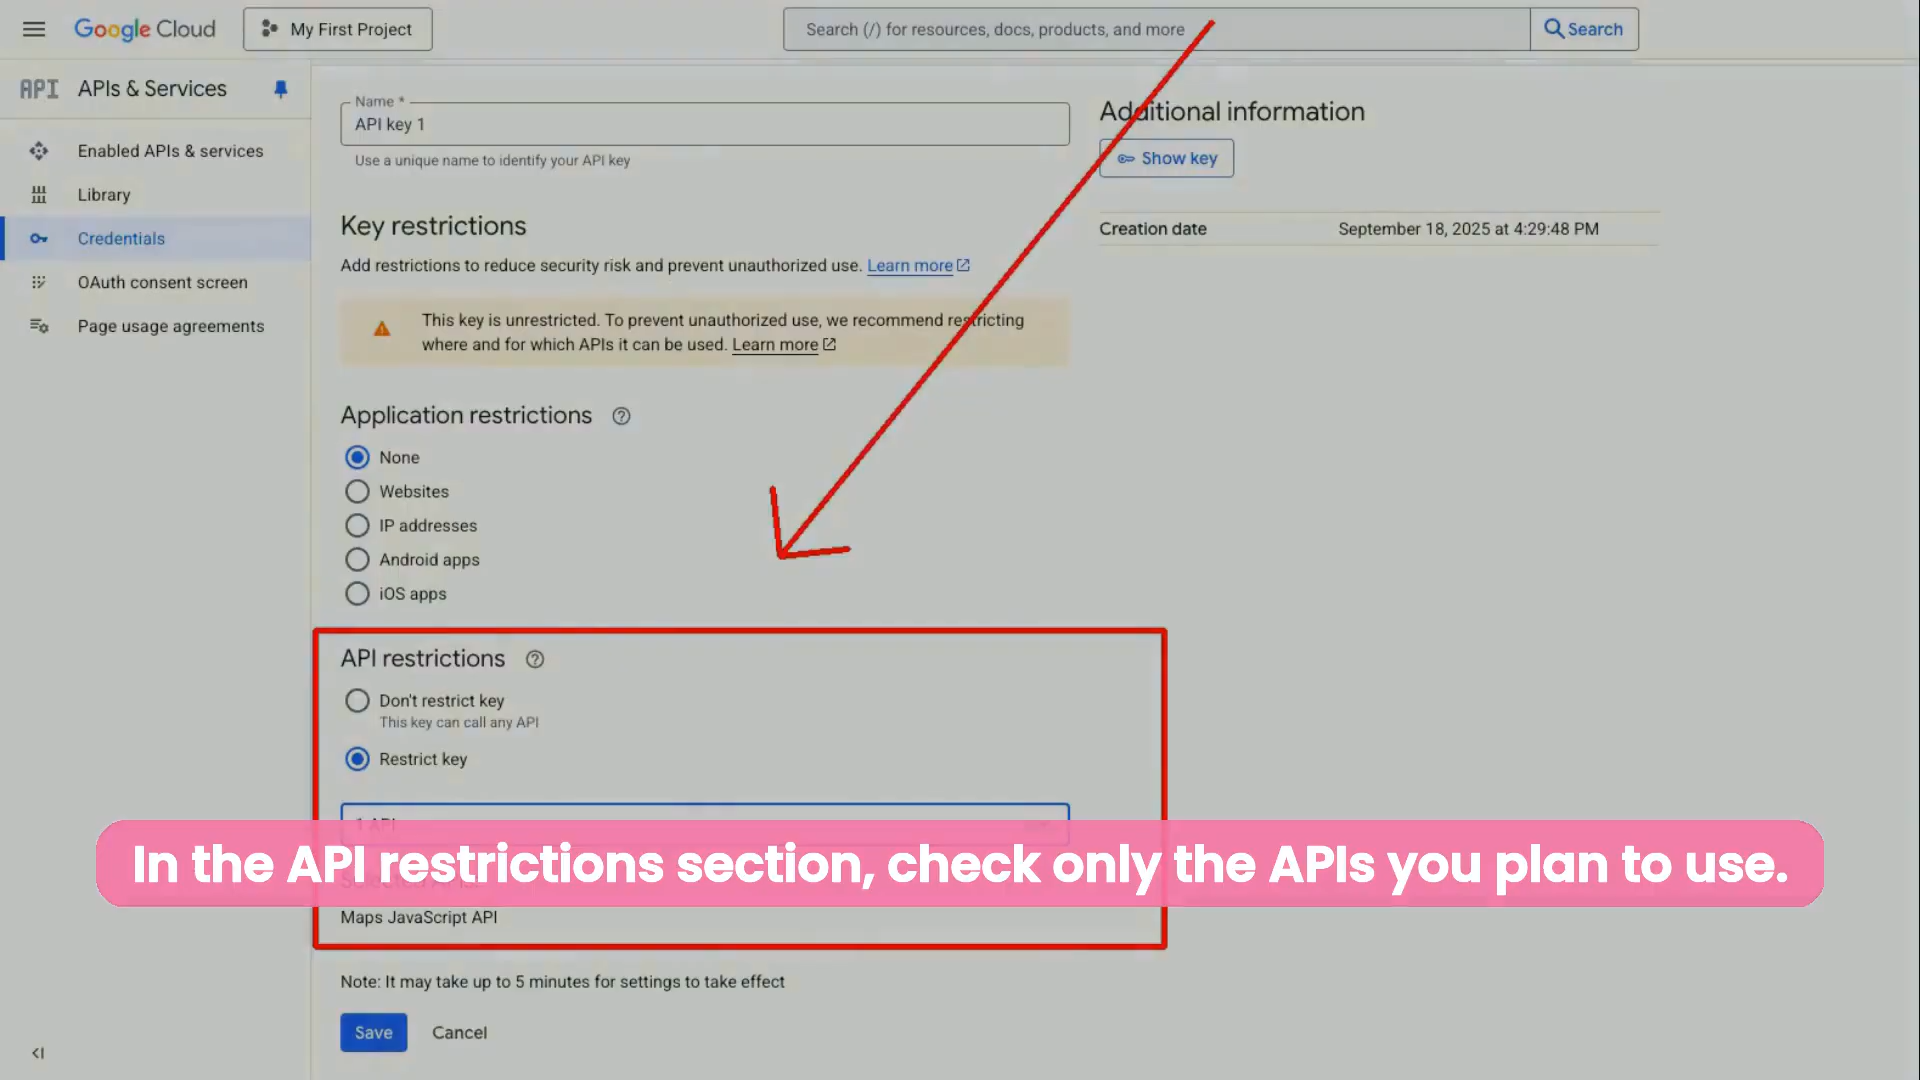 Google Cloud
My First Project
Search (/) for resources, docs, products, and more
Search
API
APIs & Services
Enabled APIs & services
Library
Credentials
OAuth consent screen
Page usage agreements
Name *
API key 1
Use a unique name to identify your API key
Key restrictions
Add restrictions to reduce security risk and prevent unauthorized use. Learn more
This key is unrestricted. To prevent unauthorized use, we recommend restricting
where and for which APIs it can be used. Learn more
Application restrictions
None
Websites
IP addresses
Android apps
iOS apps
API restrictions
Don't restrict key
This key can call any API
Restrict key
1 API
In the API restrictions section, check only the APIs you plan to use.
Maps JavaScript API
Note: It may take up to 5 minutes for settings to take effect
Save
Cancel
Additional information
Show key
Creation date
September 18, 2025 at 4:29:48 PM